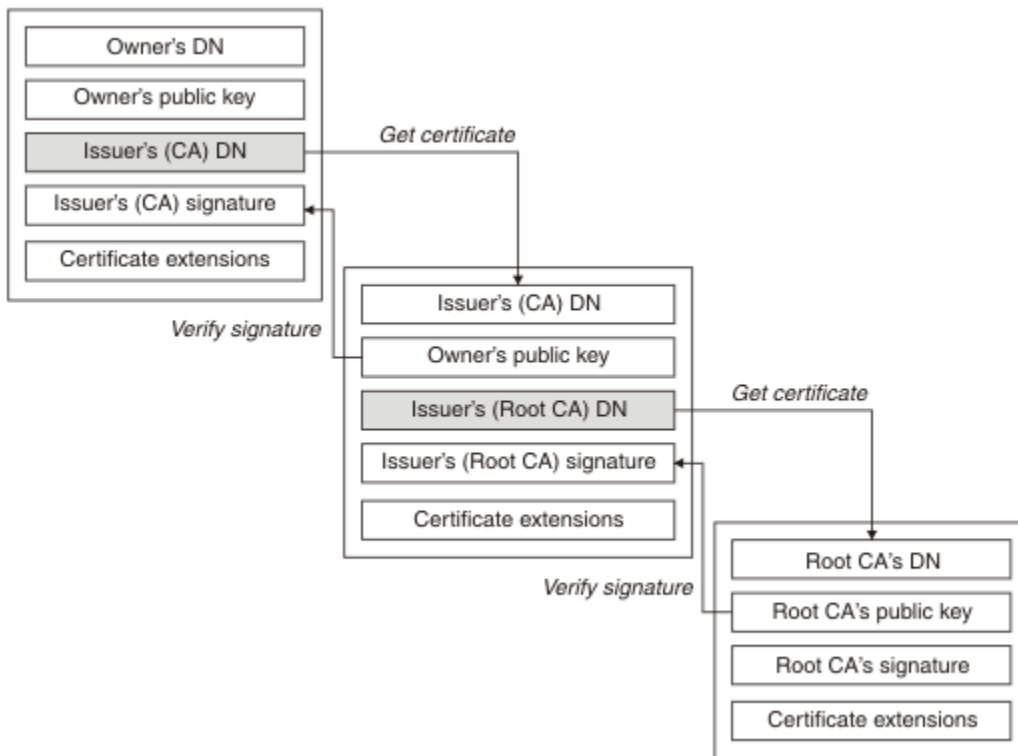 Owner's DN
Owner's public key
Issuer's (CA) DN
Issuer's (CA) signature
Certificate extensions
Get certificate
Verify signature
Issuer's (CA) DN
Owner's public key
Issuer's (Root CA) DN
Issuer's (Root CA) signature
Certificate extensions
Get certificate
Verify signature
Root CA's DN
Root CA's public key
Root CA's signature
Certificate extensions